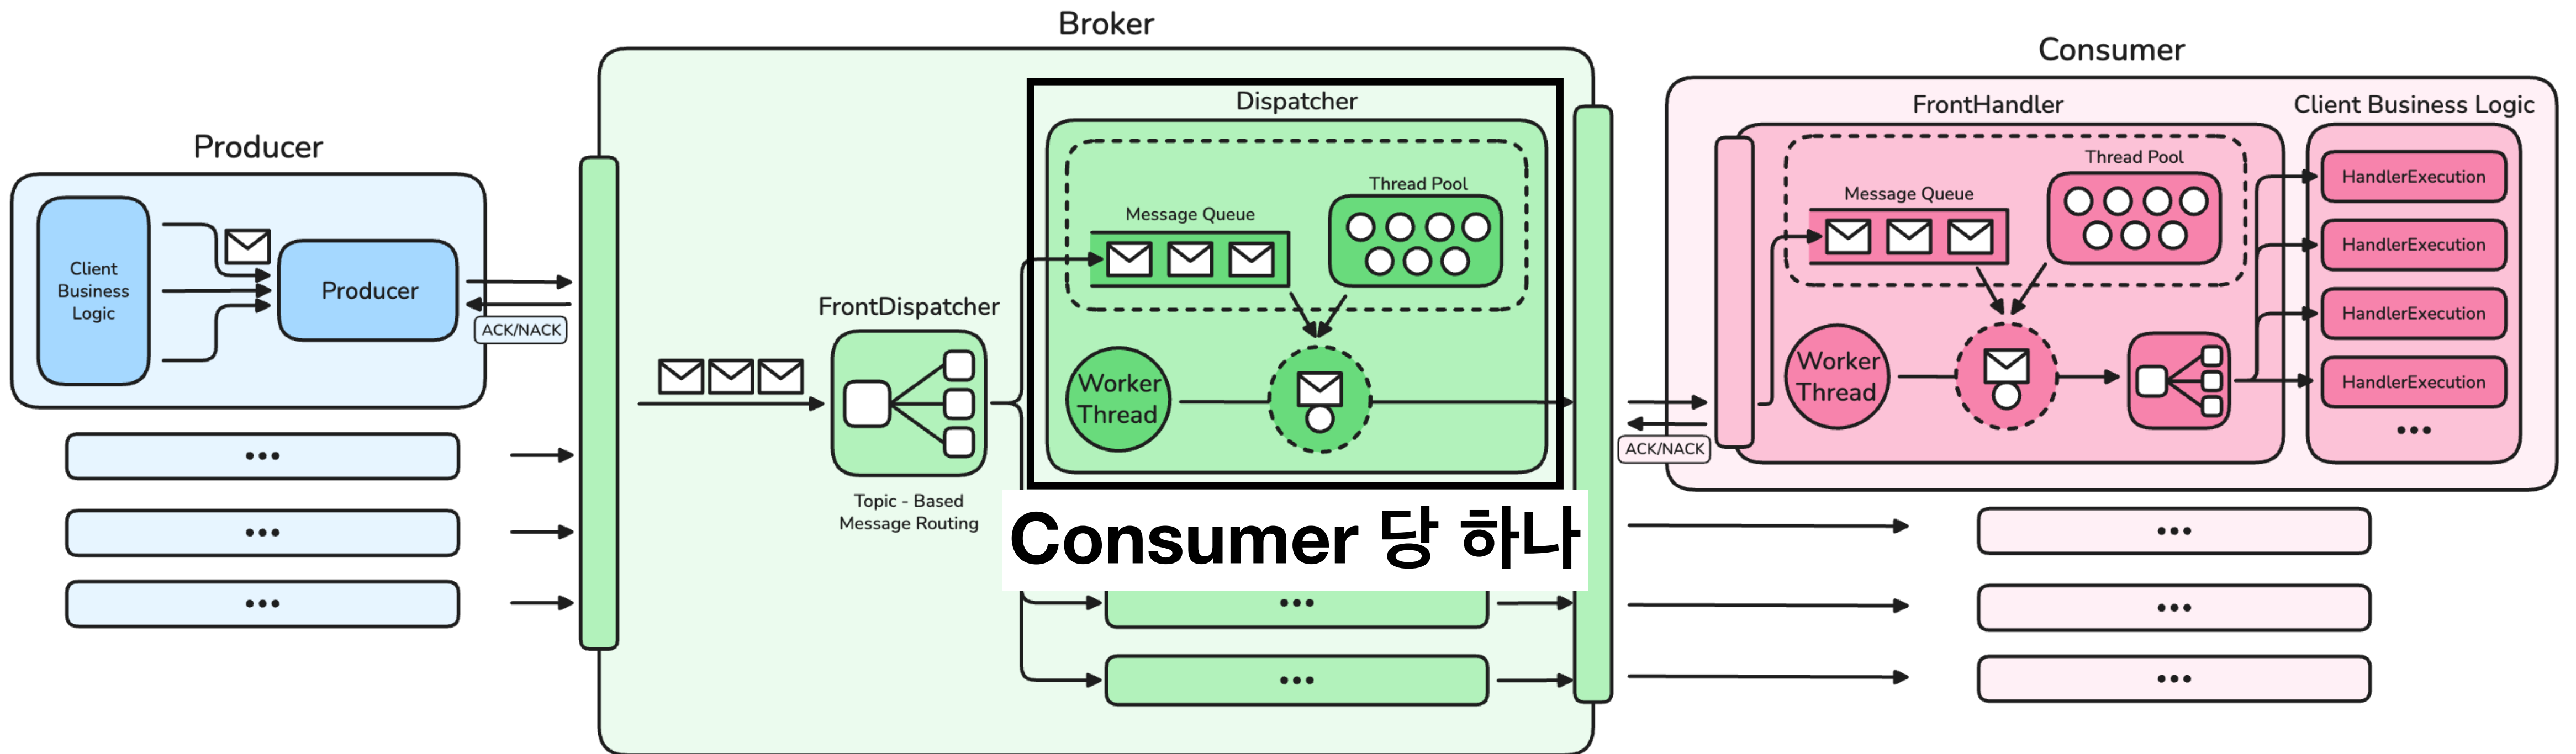 Broker
Consumer
Producer
Dispatcher
FrontHandler
Client Business Logic
Client
Business
Logic
Producer
ACK/NACK
FrontDispatcher
Topic - Based
Message Routing
Message Queue
Thread Pool
Worker
Thread
Consumer 당 하나
ACK/NACK
Message Queue
Thread Pool
Worker
Thread
HandlerExecution
HandlerExecution
HandlerExecution
HandlerExecution
•••
•••
•••
•••
•••
•••
•••
•••
•••